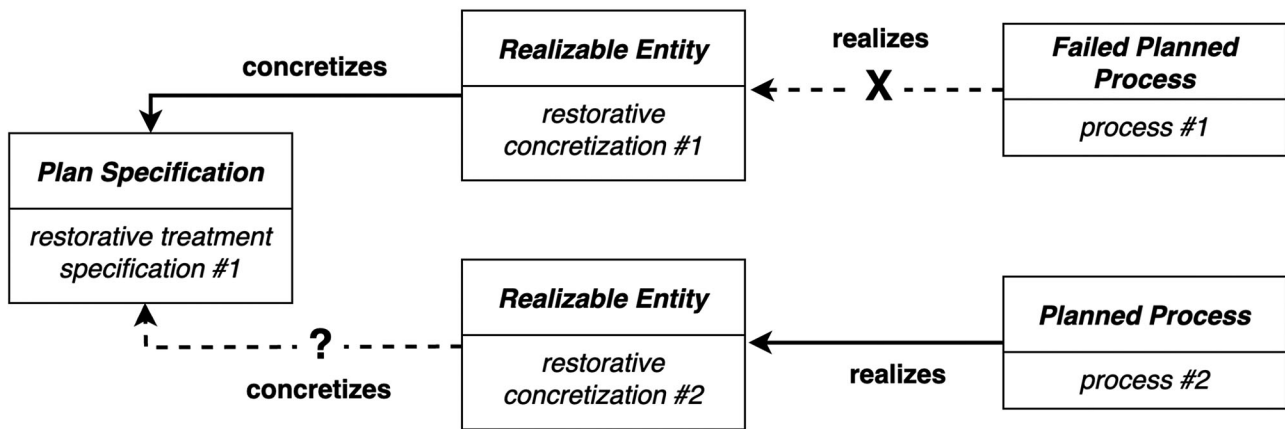 concretizes
Realizable Entity
restorative
concretization #1
realizes
X
Failed Planned
Process
process #1
Plan Specification
restorative treatment
specification #1
?
concretizes
Realizable Entity
restorative
concretization #2
realizes
Planned Process
process #2